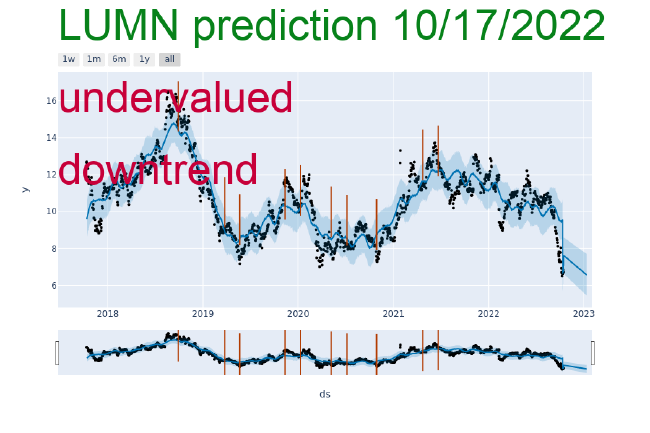 LUMN prediction 10/17/2022
1w 1m 6m 1y all
undervalued
downtrend
16
14
12
10
8
6
y
2018 2019 2020 2021 2022 2023
ds